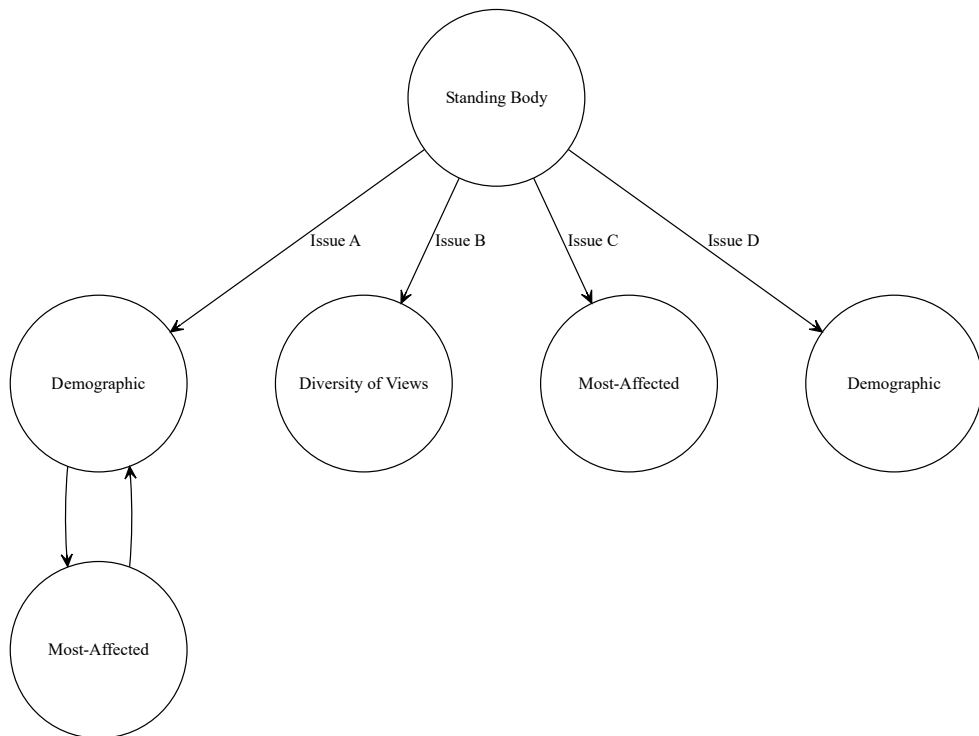 Standing Body
Issue A
Issue B
Issue C
Issue D
Demographic
Diversity of Views
Most-Affected
Demographic
Most-Affected